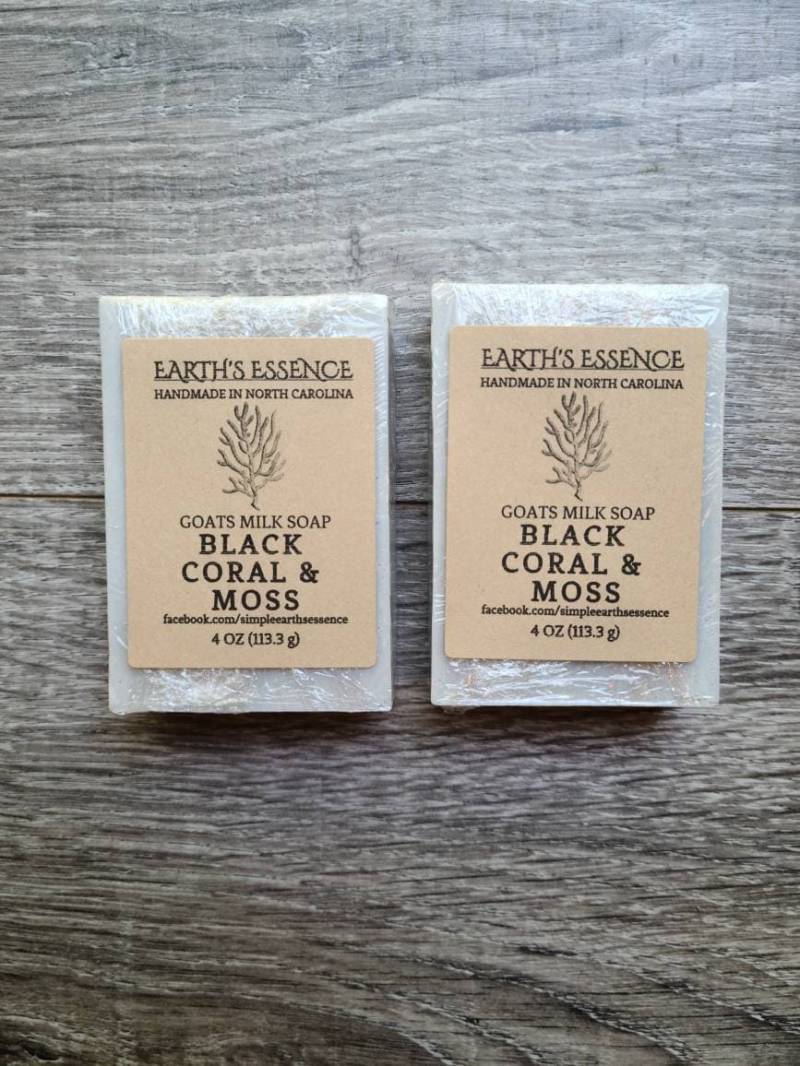 EARTH'S ESSENCE
HANDMADE IN NORTH CAROLINA
GOATS MILK SOAP
BLACK
CORAL &
MOSS
facebook.com/simpleearthsessence
4 OZ (113.3 g)
EARTH'S ESSENCE
HANDMADE IN NORTH CAROLINA
GOATS MILK SOAP
BLACK
CORAL &
MOSS
facebook.com/simpleearthsessence
4 OZ (113.3 g)